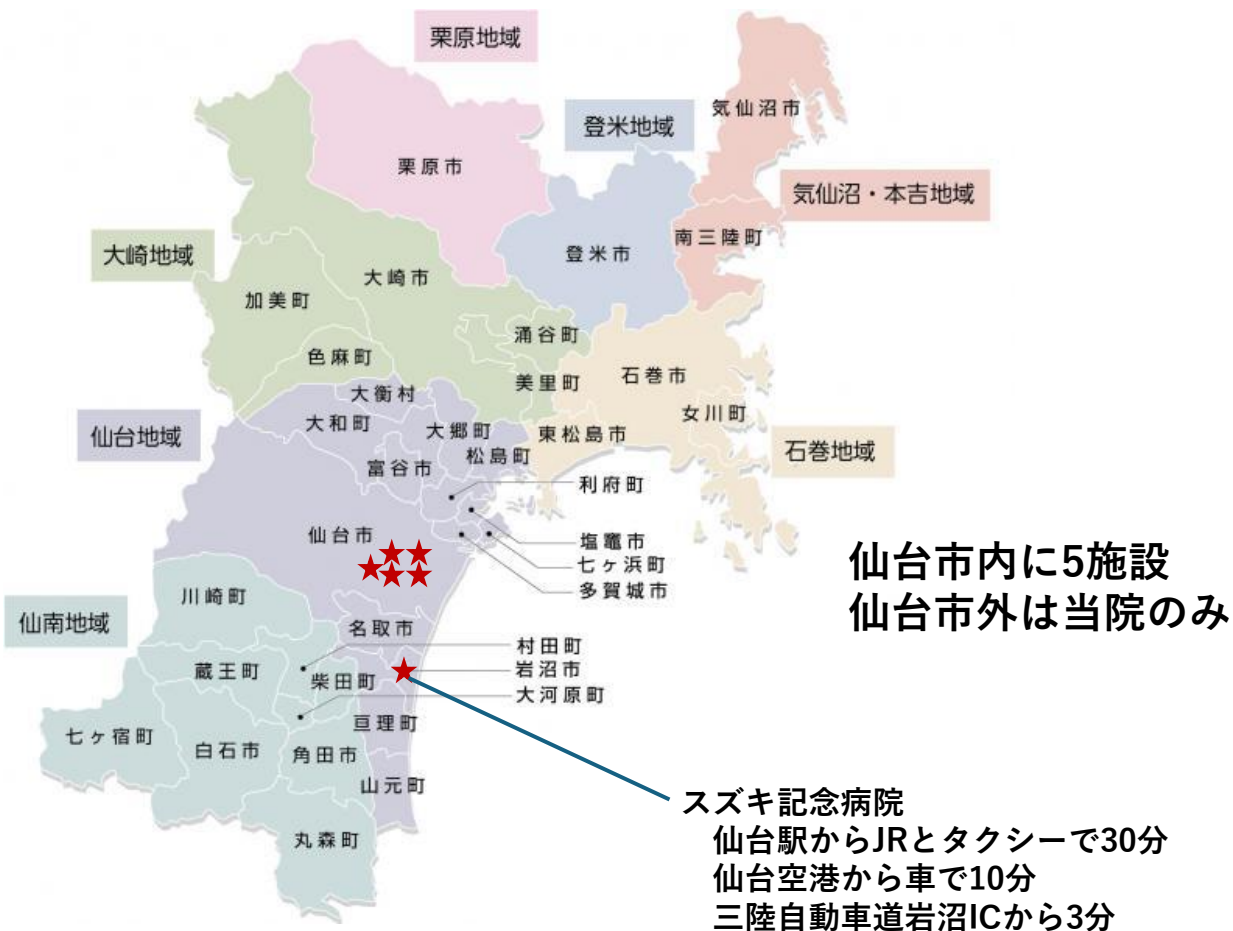 栗原地域
気仙沼市
登米地域
栗原市
気仙沼・本吉地域
南三陸町
大崎地域
登米市
大崎市
加美町
涌谷町
色麻町
石巻市
美里町
大衡村
女川町
大和町
仙台地域
大郷町
東松島市
松島町
石巻地域
富谷市
利府町
仙台市
塩竈市
七ヶ浜町
多賀城市
仙台市内に5施設
仙台市外は当院のみ
川崎町
仙南地域
名取市
村田町
岩沼市
蔵王町
柴田町
大河原町
亘理町
七ヶ宿町
白石市
角田市
山元町
丸森町
スズキ記念病院
仙台駅からJRとタクシーで30分
仙台空港から車で10分
三陸自動車道岩沼ICから3分